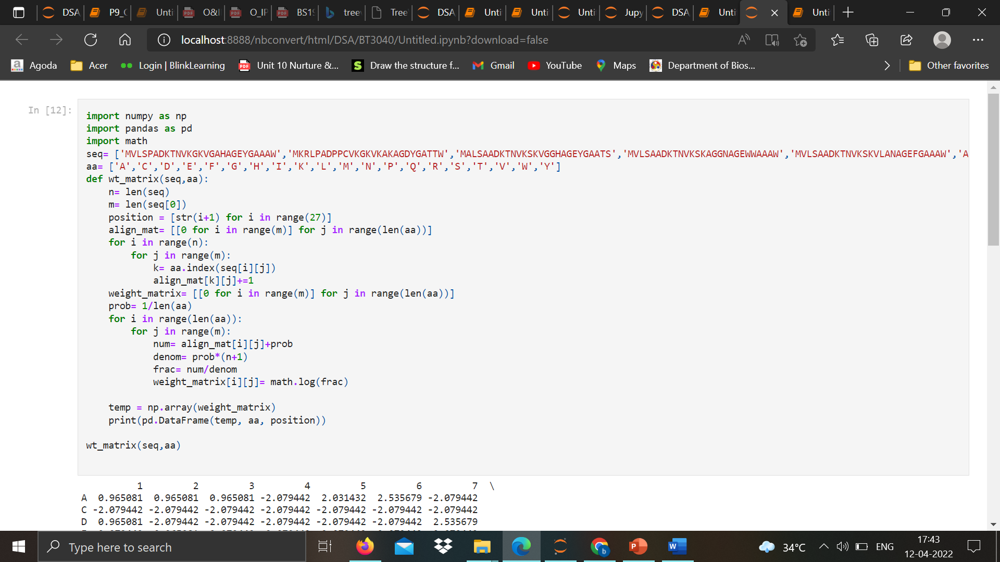 DSA P9_C Unti O&I O_IP BS19 tree Tree DSA Unti Unti Unti Jupy DSA Unti Unti
localhost:8888/nbconvert/html/DSA/BT3040/Untitled.ipynb?download=false
Agoda Acer Login | BlinkLearning Unit 10 Nurture &... Draw the structure f... Gmail YouTube Maps Department of Bios... Other favorites
In [12]:
import numpy as np
import pandas as pd
import math
seq= ['MVLSPADKTNVKGKVGAHAGEYGAAAW','MKRLPADPPCVKGKVKAKAGDYGATTW','MALSAADKTNVKSKVGGHAGEYGAATS','MVLSAADKTNVKSKAGGNAGEWWAAAW','MVLSAADKTNVKSKVLANAGEFGAAAW','A
aa= ['A','C','D','E','F','G','H','I','K','L','M','N','P','Q','R','S','T','V','W','Y']
def wt_matrix(seq,aa):
    n= len(seq)
    m= len(seq[0])
    position = [str(i+1) for i in range(27)]
    align_mat= [[0 for i in range(m)] for j in range(len(aa))]
    for i in range(n):
        for j in range(m):
            k= aa.index(seq[i][j])
            align_mat[k][j]+=1
    weight_matrix= [[0 for i in range(m)] for j in range(len(aa))]
    prob= 1/len(aa)
    for i in range(len(aa)):
        for j in range(m):
            num= align_mat[i][j]+prob
            denom= prob*(n+1)
            frac= num/denom
            weight_matrix[i][j]= math.log(frac)
    temp = np.array(weight_matrix)
    print(pd.DataFrame(temp, aa, position))
wt_matrix(seq,aa)
1 2 3 4 5 6 7 \
A 0.965081 0.965081 0.965081 -2.079442 2.031432 2.535679 -2.079442
C -2.079442 -2.079442 -2.079442 -2.079442 -2.079442 -2.079442 -2.079442
D 0.965081 -2.079442 -2.079442 -2.079442 -2.079442 -2.079442 2.535679
Type here to search
34°C ENG 17:43
12-04-2022